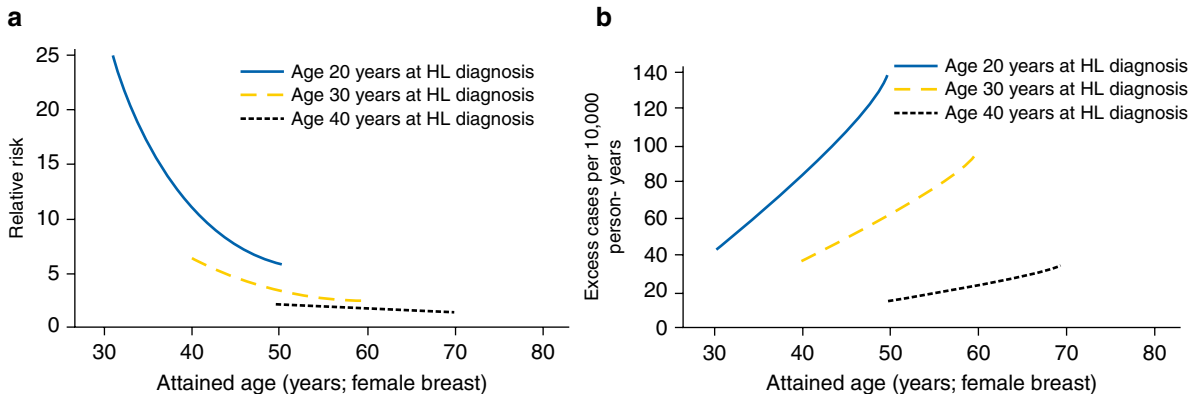 a
25
20
15
10
5
0
Relative risk
Age 20 years at HL diagnosis
Age 30 years at HL diagnosis
Age 40 years at HL diagnosis
30 40 50 60 70 80
Attained age (years; female breast)
b
140
120
100
80
60
40
20
0
Excess cases per 10,000
person- years
Age 20 years at HL diagnosis
Age 30 years at HL diagnosis
Age 40 years at HL diagnosis
30 40 50 60 70 80
Attained age (years; female breast)